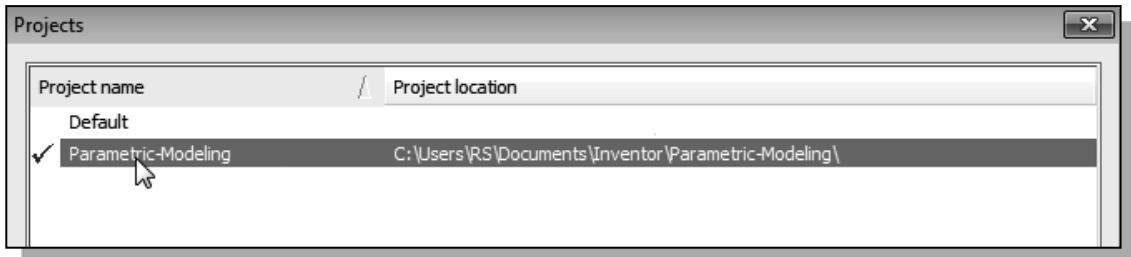 Projects
Project name Project location
Default
Parametric-Modeling C:\Users\RS\Documents\Inventor\Parametric-Modeling\